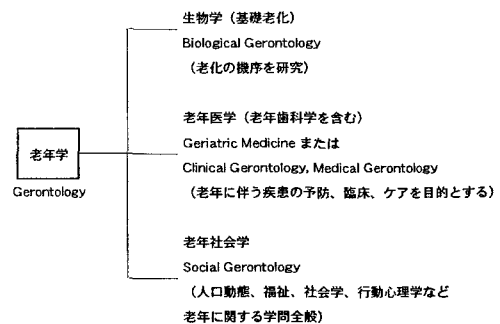 生物学（基礎老化）
Biological Gerontology
（老化の機序を研究）
老年医学（老年歯科学を含む）
Geriatric Medicine または
Clinical Gerontology, Medical Gerontology
（老年に伴う疾患の予防、臨床、ケアを目的とする）
老年学
Gerontology
老年社会学
Social Gerontology
（人口動態、福祉、社会学、行動心理学など
老年に関する学問全般）